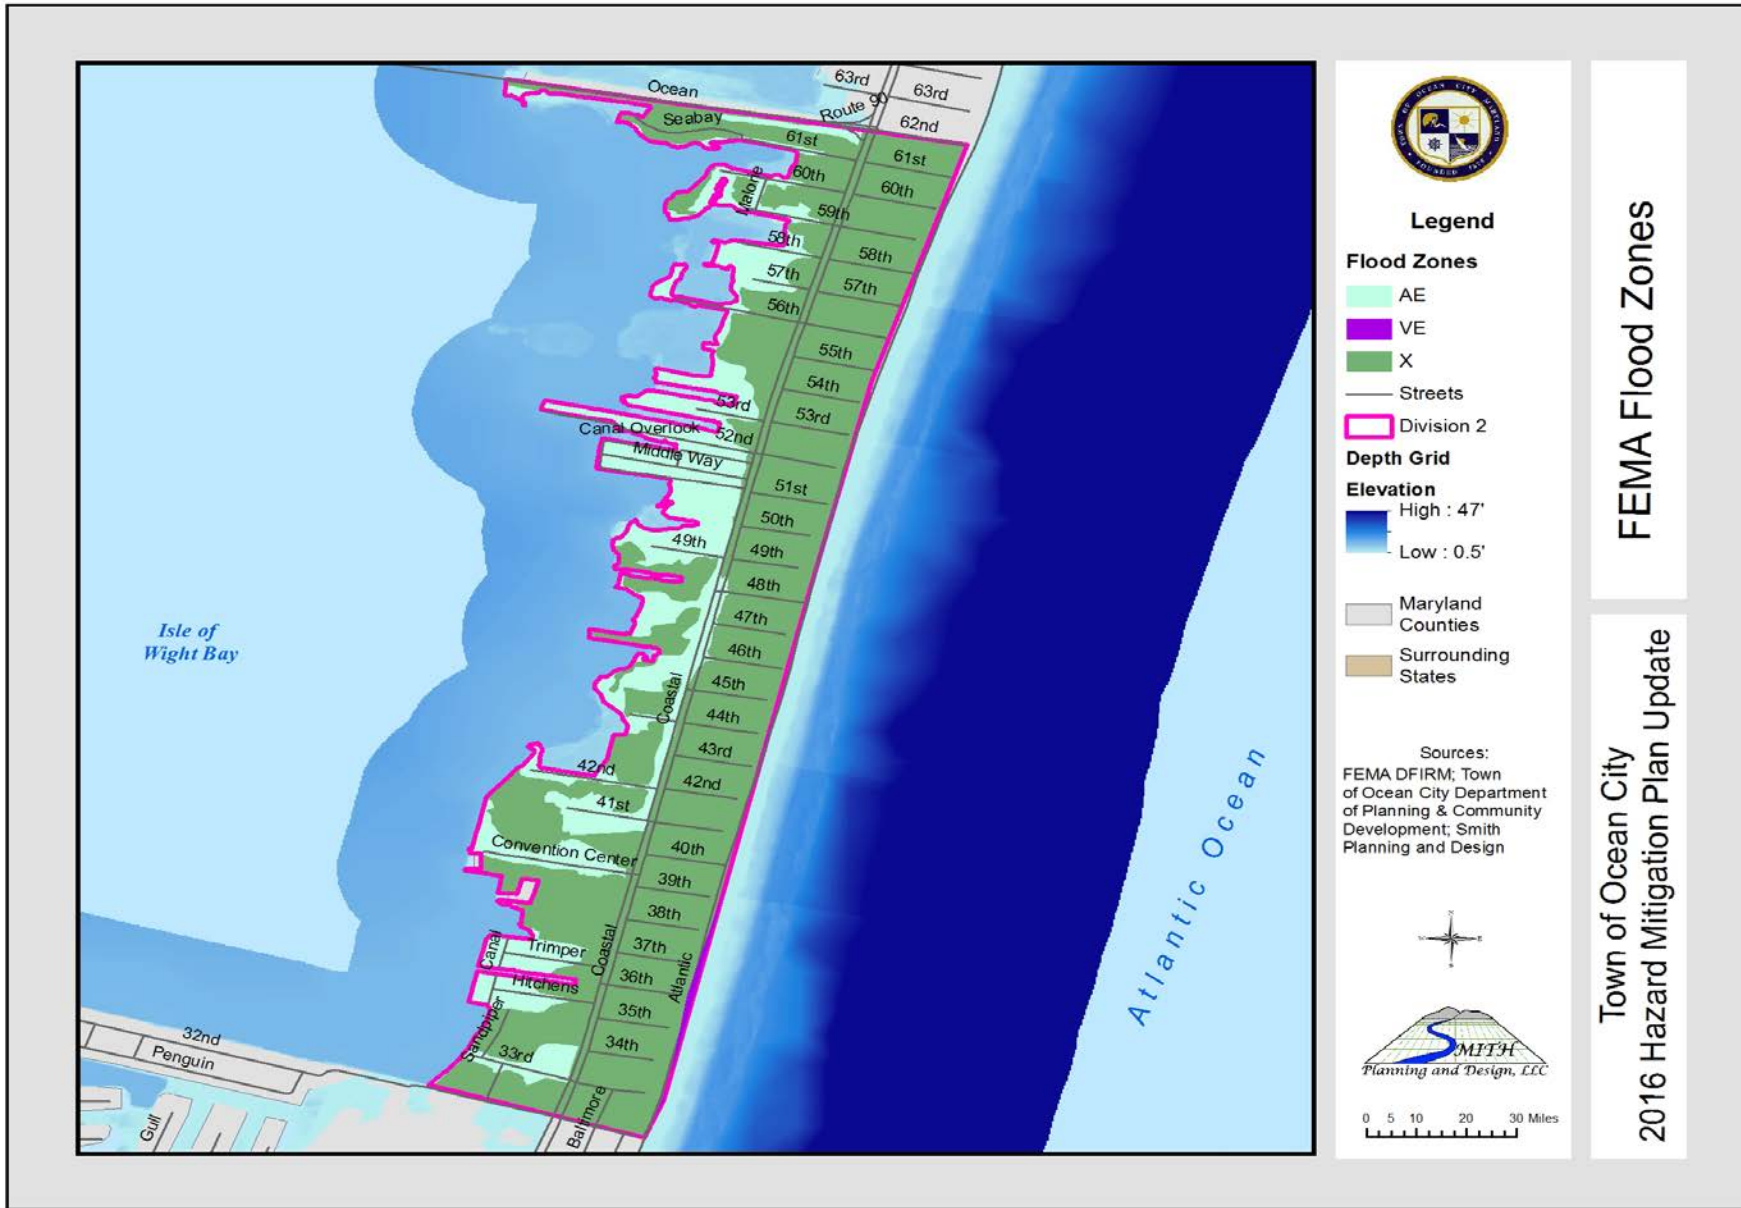 Ocean
63rd
63rd
Route 90
62nd
Seabay
61st
61st
60th
60th
Malone
59th
58th
58th
57th
57th
56th
55th
54th
53rd
53rd
Canal Overlook
52nd
Middle Way
51st
50th
49th
49th
48th
47th
46th
45th
Coastal
44th
43rd
42nd
42nd
41st
40th
Convention Center
39th
38th
Canal
Trimper
Coastal
37th
Atlantic
36th
Hitchens
35th
Sandpiper
34th
33rd
32nd
Penguin
Gull
Baltimore
Isle of
Wight Bay
Atlantic Ocean
TOWN OF OCEAN CITY MARYLAND
Legend
Flood Zones
AE
VE
X
Streets
Division 2
Depth Grid
Elevation
High : 47'
Low : 0.5'
Maryland
Counties
Surrounding
States
Sources:
FEMA DFIRM; Town
of Ocean City Department
of Planning & Community
Development; Smith
Planning and Design
N
W E
S
SMITH
Planning and Design, LLC
0 5 10 20 30 Miles
FEMA Flood Zones
Town of Ocean City
2016 Hazard Mitigation Plan Update